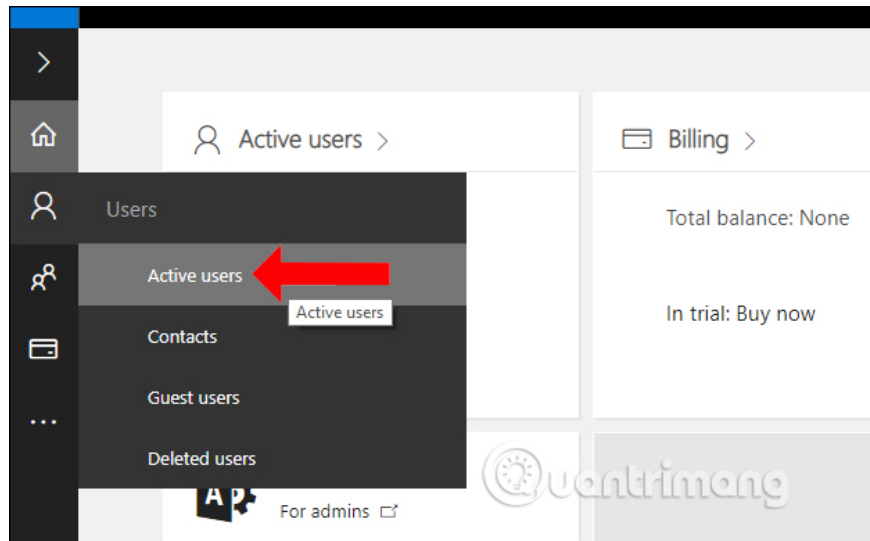 Active users
Billing
Users
Total balance: None
Active users
Active users
In trial: Buy now
Contacts
Guest users
Deleted users
A
For admins
Quantrimang